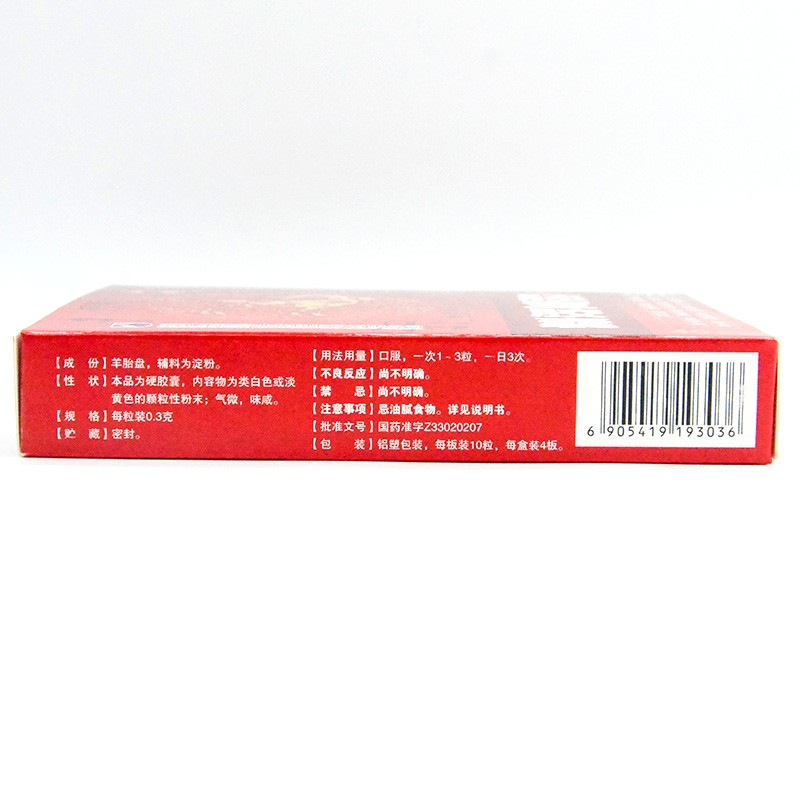 【成 份】羊胎盘，辅料为淀粉。
【性 状】本品为硬胶囊，内容物为类白色或淡
黄色的颗粒性粉末；气微，味咸。
【规 格】每粒装0.3克
【贮 藏】密封。
【用法用量】口服，一次1~3粒，一日3次。
【不良反应】尚不明确。
【禁 忌】尚不明确。
【注意事项】忌油腻食物。详见说明书。
【批准文号】国药准字Z33020207
【包 装】铝塑包装，每板装10粒，每盒装4板。
6 905419 193036